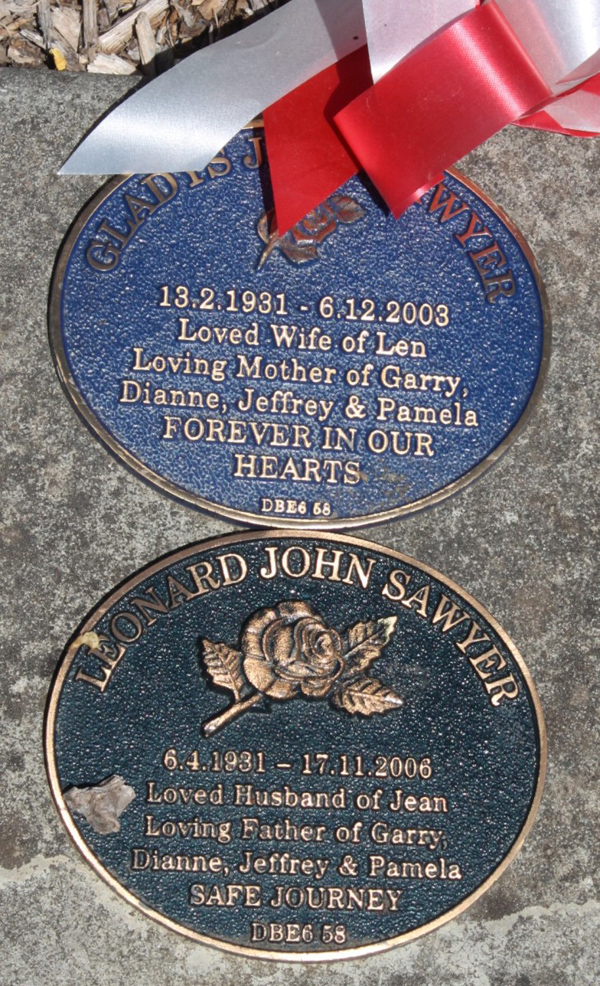 GLADYS J SAWYER
13.2.1931 - 6.12.2003
Loved Wife of Len
Loving Mother of Garry,
Dianne, Jeffrey & Pamela
FOREVER IN OUR
HEARTS
DBE6 58
LEONARD JOHN SAWYER
6.4.1931 - 17.11.2006
Loved Husband of Jean
Loving Father of Garry,
Dianne, Jeffrey & Pamela
SAFE JOURNEY
DBE6 58